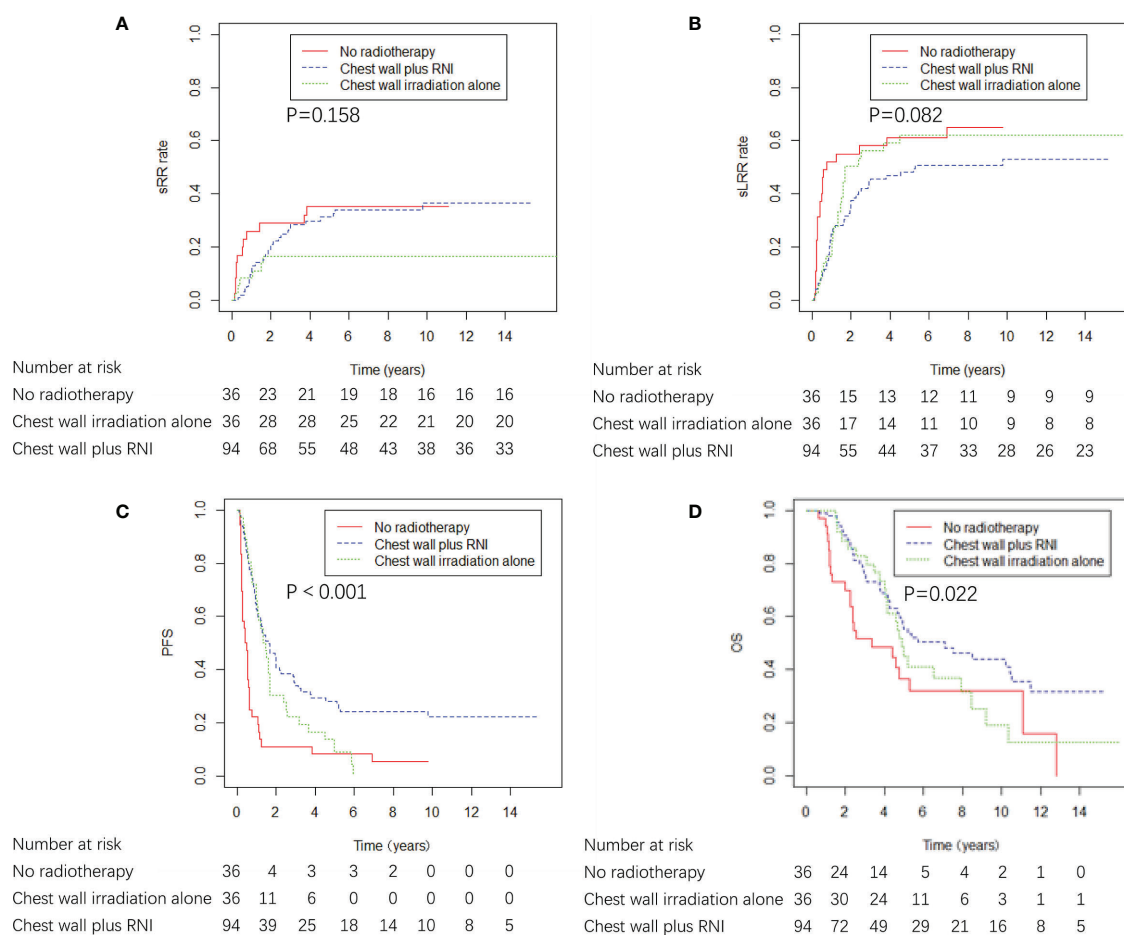 A
No radiotherapy
Chest wall plus RNI
Chest wall irradiation alone
P=0.158
sRR rate
0.0 0.2 0.4 0.6 0.8 1.0
0 2 4 6 8 10 12 14
Time (years)
Number at risk
No radiotherapy 36 23 21 19 18 16 16 16
Chest wall irradiation alone 36 28 28 25 22 21 20 20
Chest wall plus RNI 94 68 55 48 43 38 36 33
B
No radiotherapy
Chest wall plus RNI
Chest wall irradiation alone
P=0.082
sLRR rate
0.0 0.2 0.4 0.6 0.8 1.0
0 2 4 6 8 10 12 14
Time (years)
Number at risk
No radiotherapy 36 15 13 12 11 9 9 9
Chest wall irradiation alone 36 17 14 11 10 9 8 8
Chest wall plus RNI 94 55 44 37 33 28 26 23
C
No radiotherapy
Chest wall plus RNI
Chest wall irradiation alone
P < 0.001
PFS
0.0 0.2 0.4 0.6 0.8 1.0
0 2 4 6 8 10 12 14
Time (years)
Number at risk
No radiotherapy 36 4 3 3 2 0 0 0
Chest wall irradiation alone 36 11 6 0 0 0 0 0
Chest wall plus RNI 94 39 25 18 14 10 8 5
D
No radiotherapy
Chest wall plus RNI
Chest wall irradiation alone
P=0.022
OS
0.0 0.2 0.4 0.6 0.8 1.0
0 2 4 6 8 10 12 14
Time (years)
Number at risk
No radiotherapy 36 24 14 5 4 2 1 0
Chest wall irradiation alone 36 30 24 11 6 3 1 1
Chest wall plus RNI 94 72 49 29 21 16 8 5